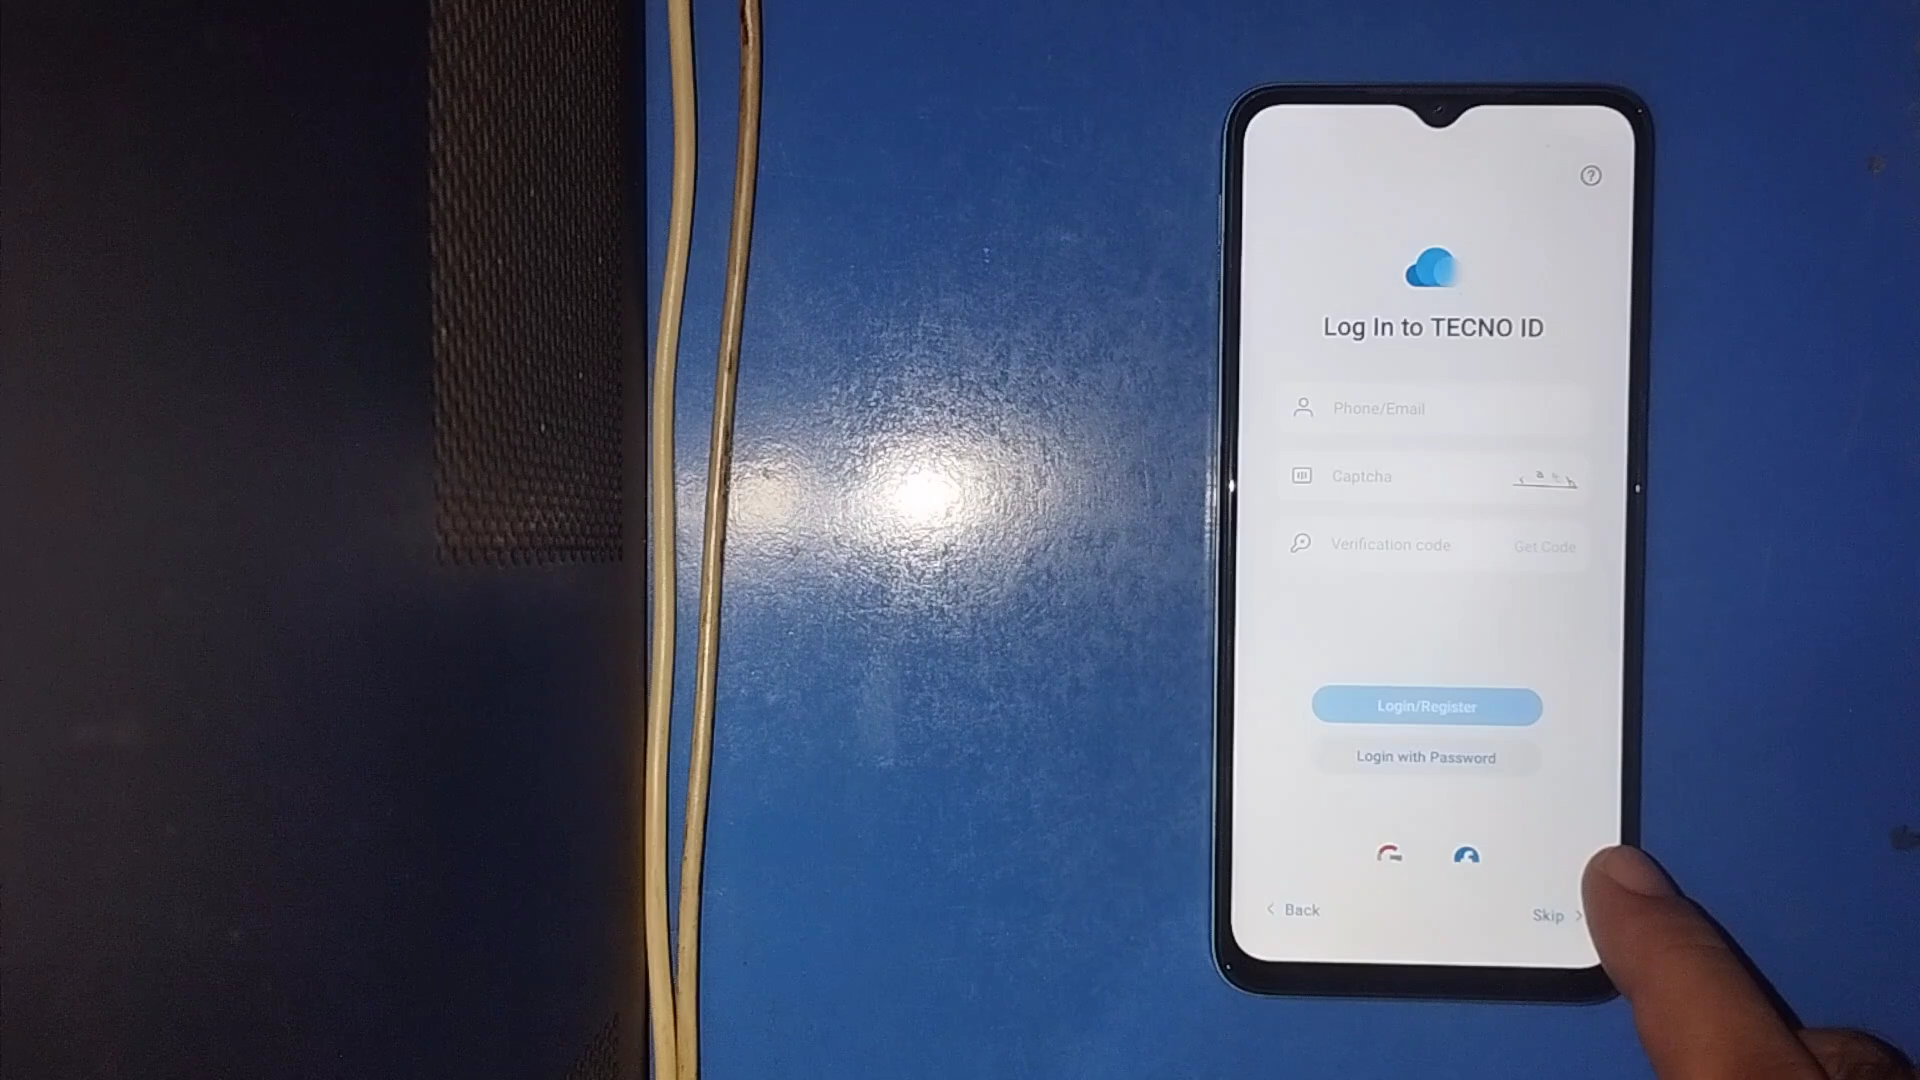 ?
Log In to TECNO ID
Phone/Email
Captcha
Verification code Get Code
Login/Register
Login with Password
< Back Skip >